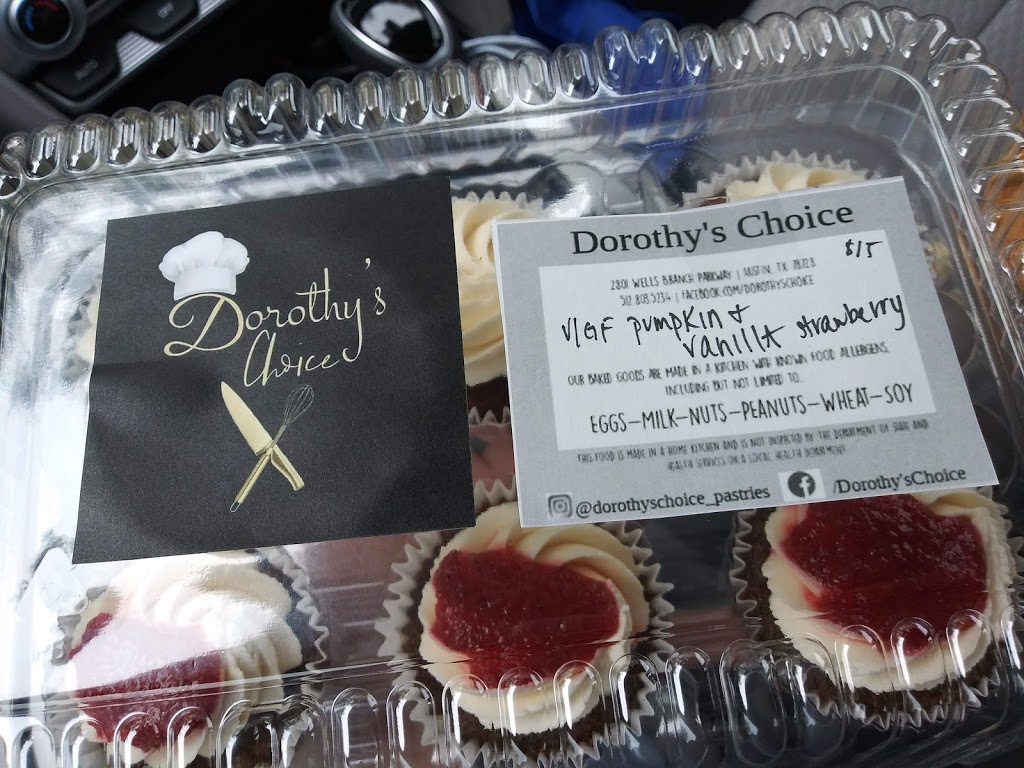 AUTO
OFF
Dorothy's
Choice
Dorothy's Choice
$15
2801 WELLS BRANCH PARKWAY | AUSTIN, TX 78728
512.808.5234 | FACEBOOK.COM/DOROTHYSCHOICE
V/GF pumpkin +
vanilla strawberry
OUR BAKED GOODS ARE MADE IN A KITCHEN WITH KNOWN FOOD ALLERGENS,
INCLUDING BUT NOT LIMITED TO...
EGGS-MILK-NUTS-PEANUTS-WHEAT-SOY
THIS FOOD IS MADE IN A HOME KITCHEN AND IS NOT INSPECTED BY THE DEPARTMENT OF STATE AND
HEALTH SERVICES OR A LOCAL HEALTH DEPARTMENT.
@dorothyschoice_pastries
/Dorothy'sChoice